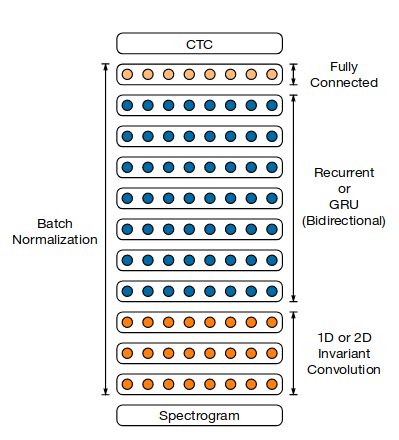 CTC
Fully
Connected
Recurrent
or
GRU
(Bidirectional)
Batch
Normalization
1D or 2D
Invariant
Convolution
Spectrogram